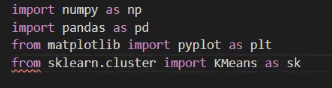 import numpy as np
import pandas as pd
from matplotlib import pyplot as plt
from sklearn.cluster import KMeans as sk